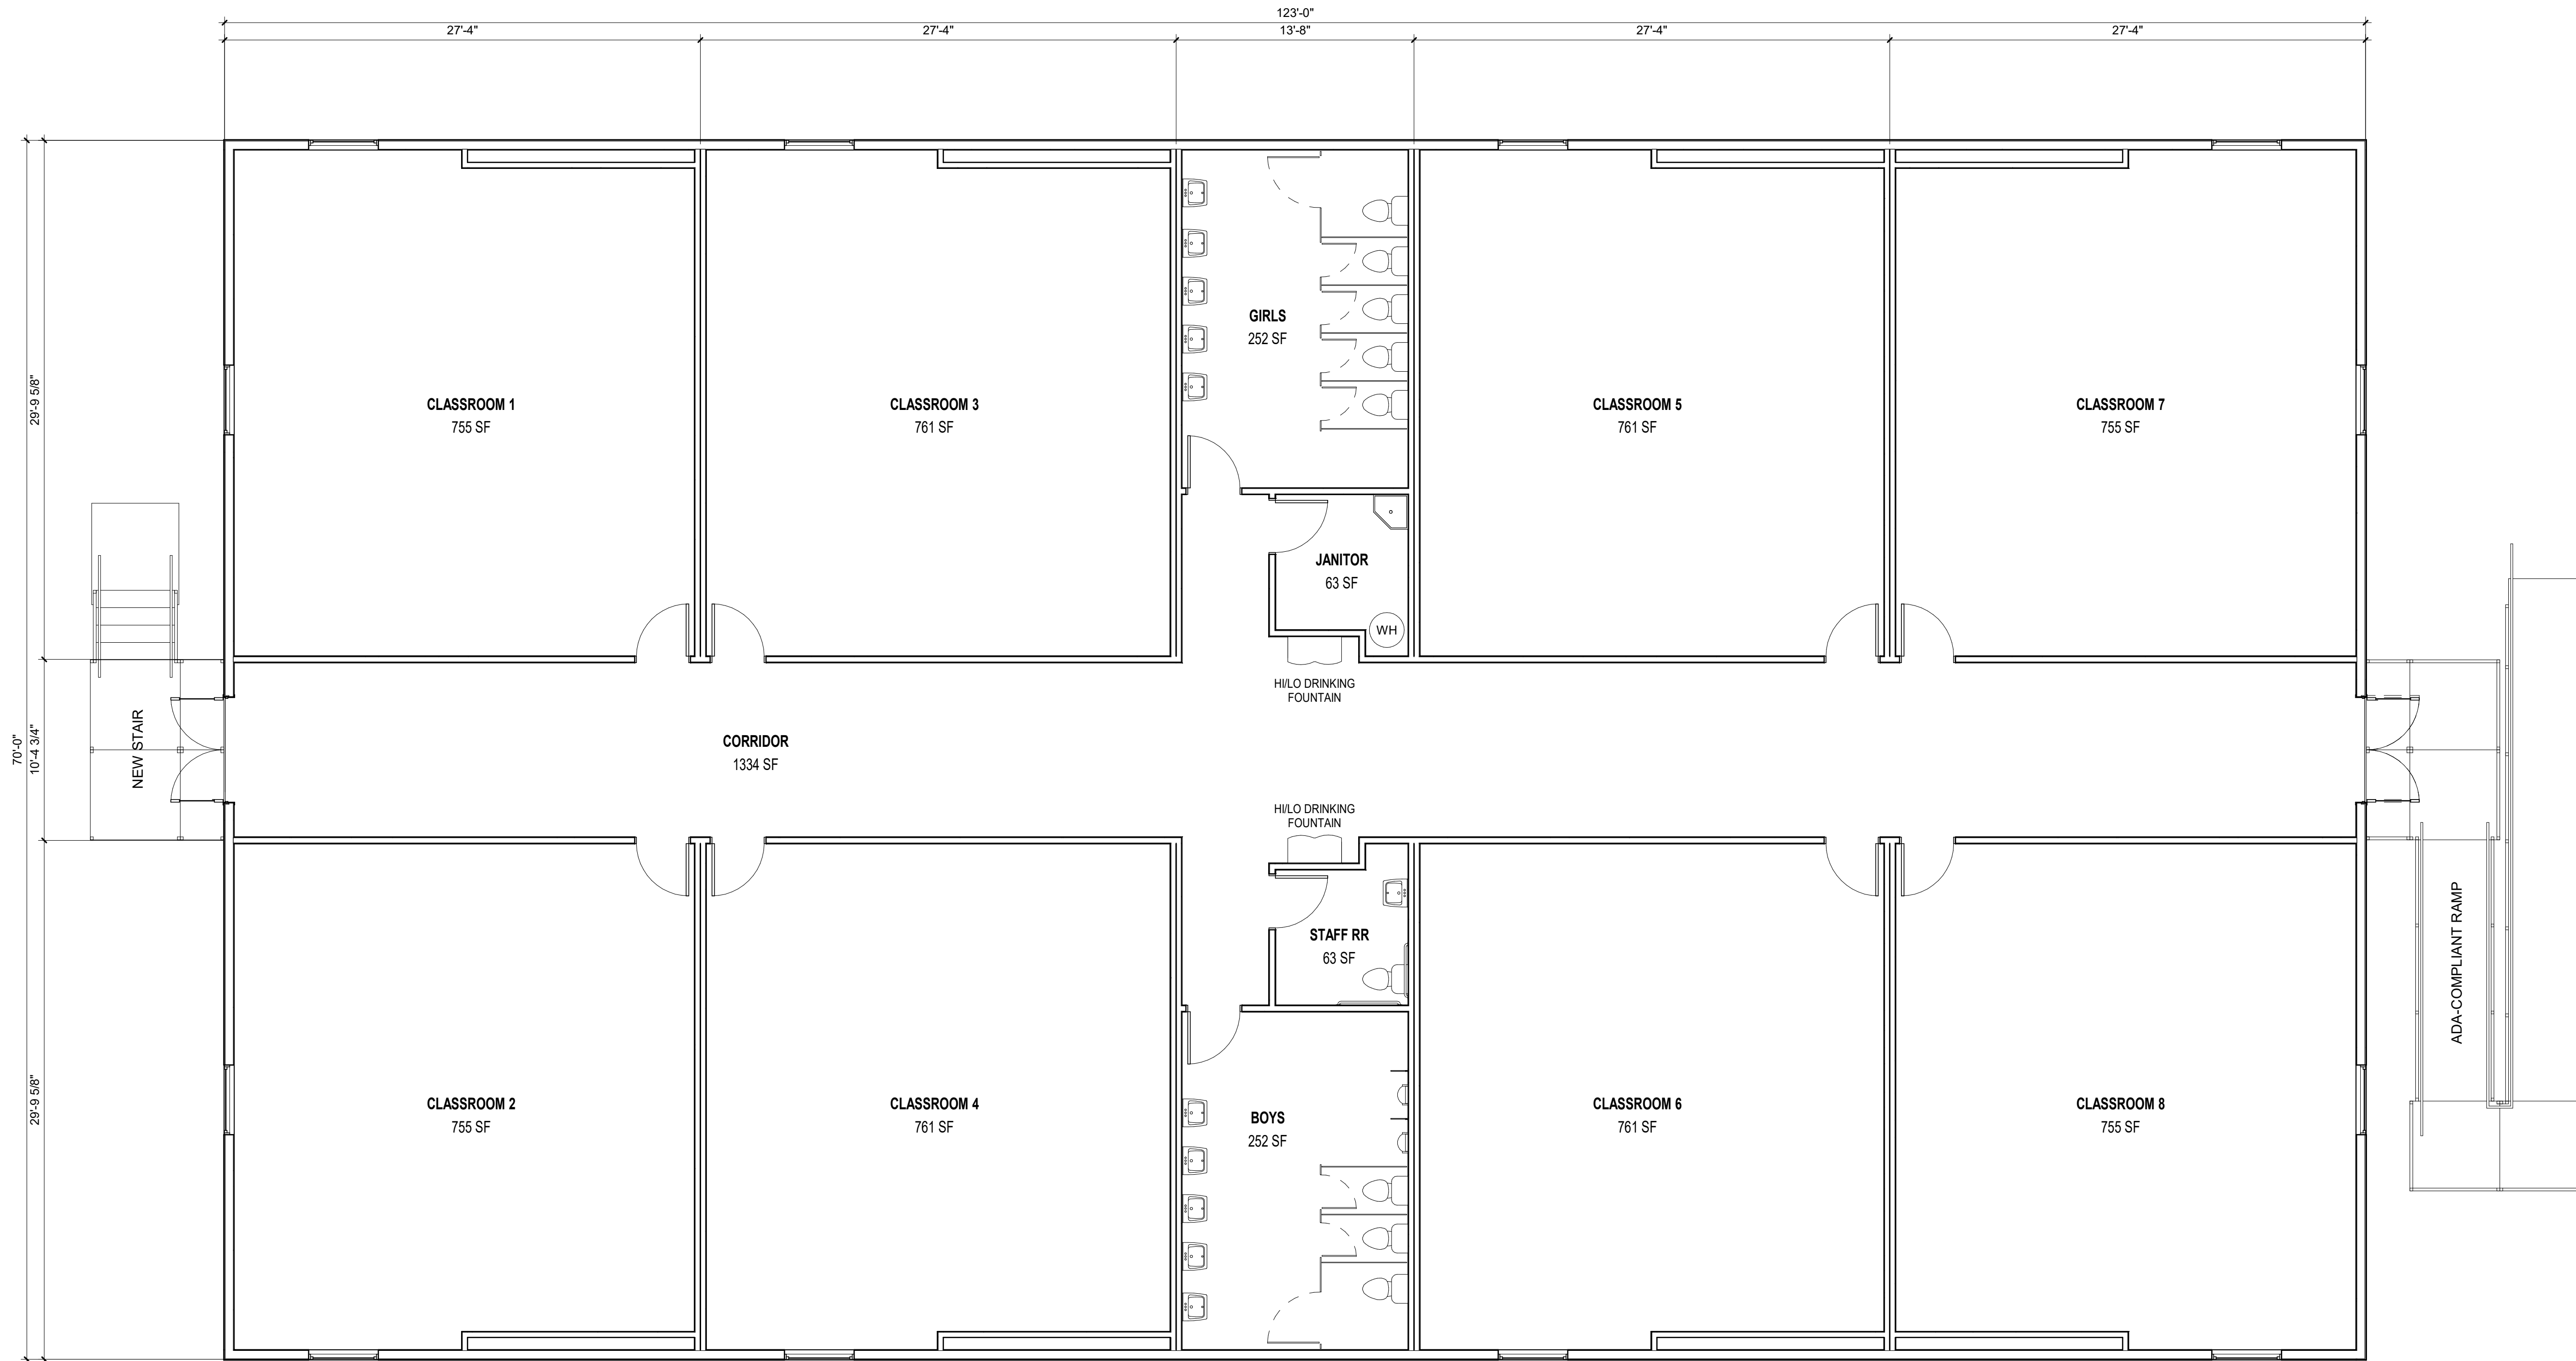 123'-0"
27'-4"
27'-4"
13'-8"
27'-4"
27'-4"
29'-9 5/8"
70'-0"
10'-4 3/4"
29'-9 5/8"
CLASSROOM 1
755 SF
CLASSROOM 3
761 SF
GIRLS
252 SF
CLASSROOM 5
761 SF
CLASSROOM 7
755 SF
JANITOR
63 SF
WH
HI/LO DRINKING
FOUNTAIN
NEW STAIR
CORRIDOR
1334 SF
HI/LO DRINKING
FOUNTAIN
STAFF RR
63 SF
ADA-COMPLIANT RAMP
CLASSROOM 2
755 SF
CLASSROOM 4
761 SF
BOYS
252 SF
CLASSROOM 6
761 SF
CLASSROOM 8
755 SF